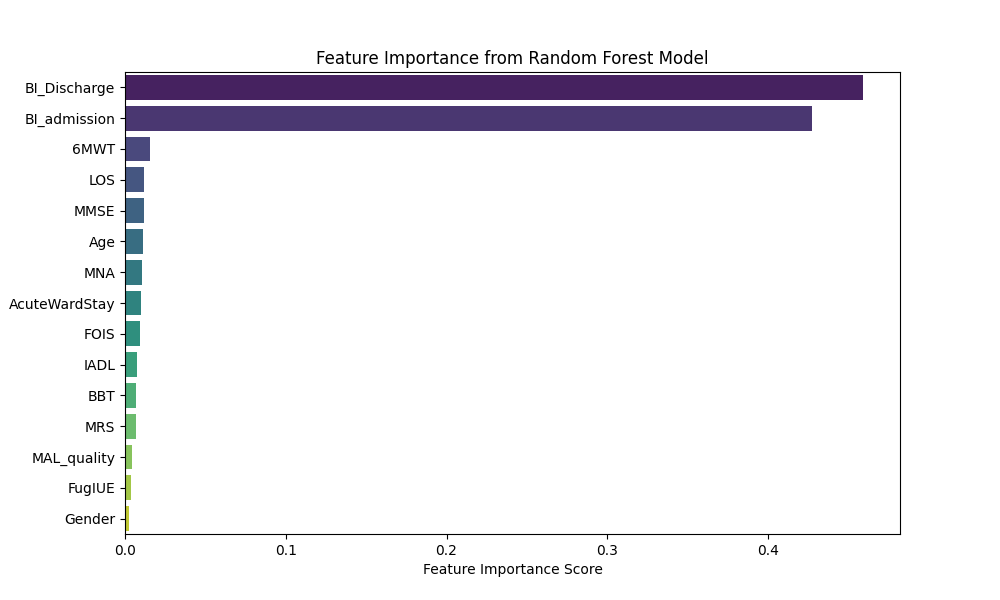 Feature Importance from Random Forest Model
BI_Discharge
BI_admission
6MWT
LOS
MMSE
Age
MNA
AcuteWardStay
FOIS
IADL
BBT
MRS
MAL_quality
FugIUE
Gender
0.0 0.1 0.2 0.3 0.4
Feature Importance Score